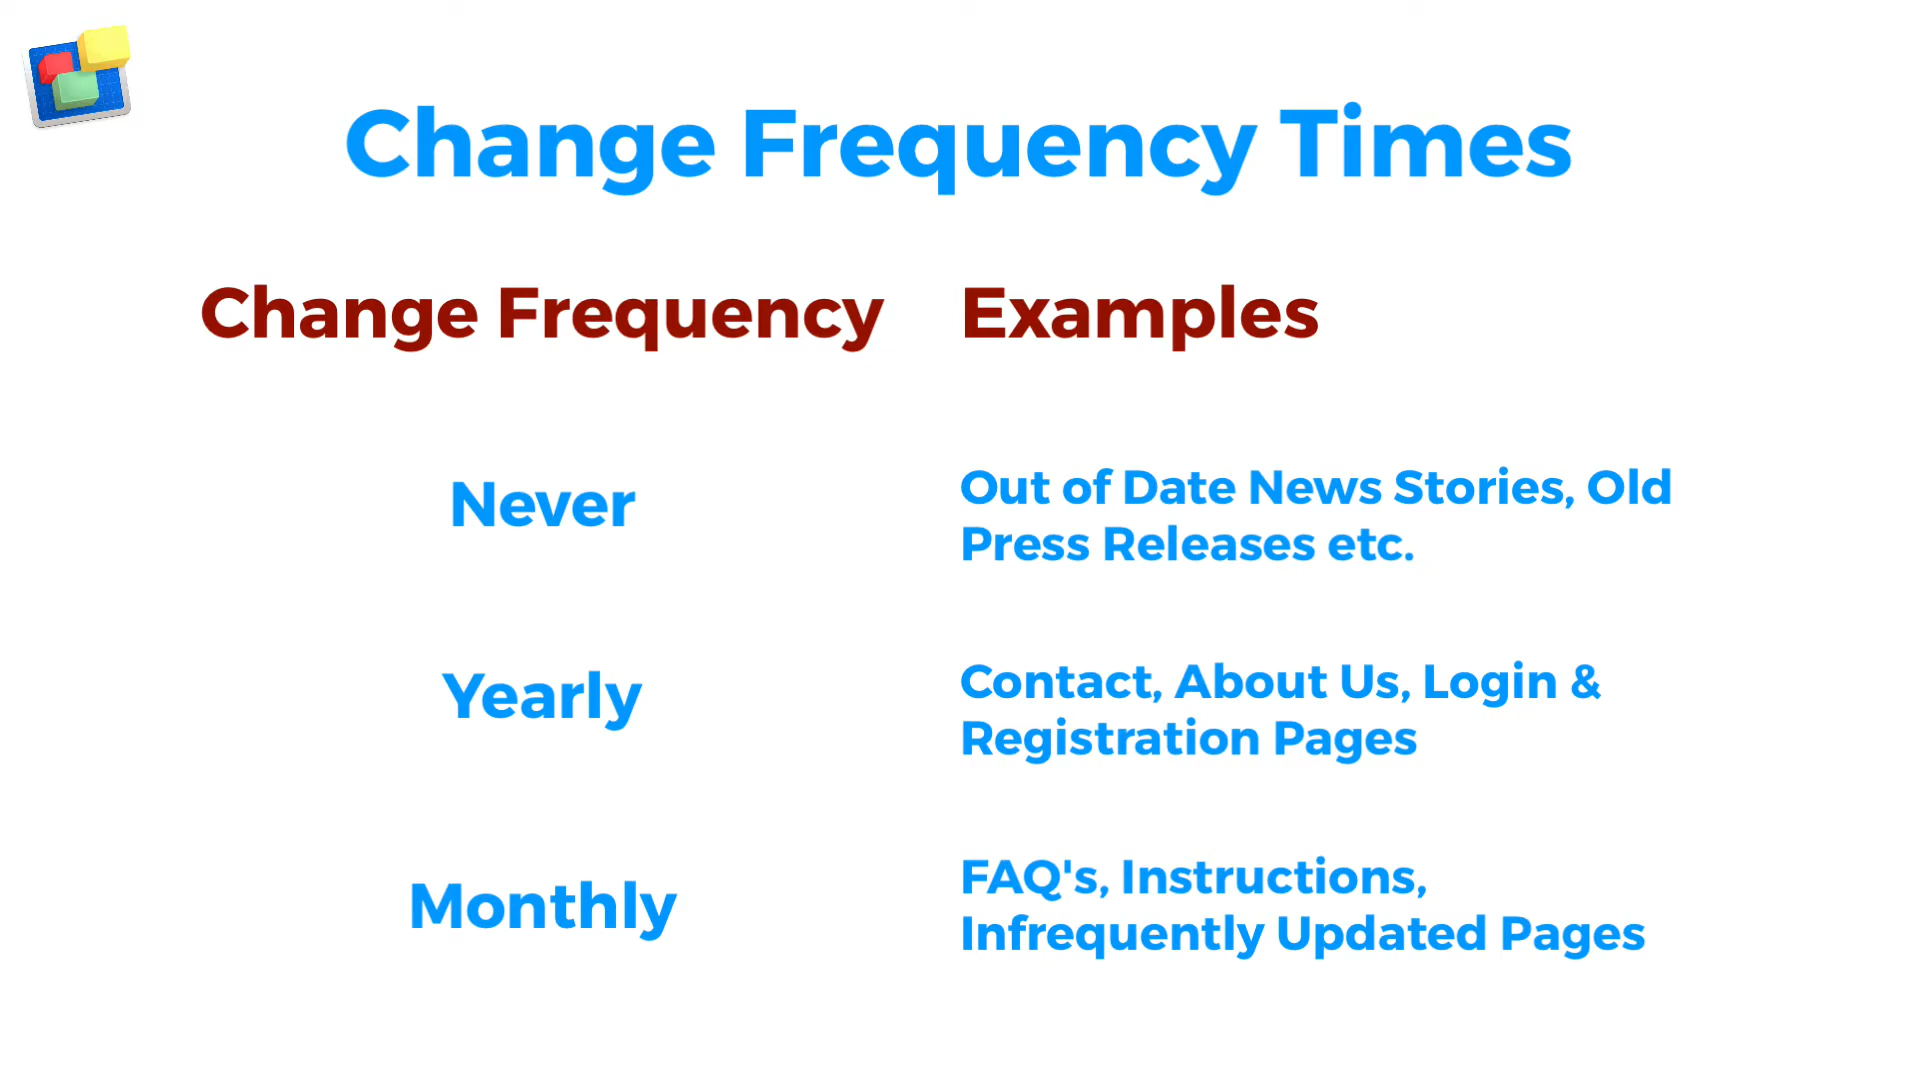 Change Frequency Times
Change Frequency Examples
Never
Out of Date News Stories, Old
Press Releases etc.
Yearly
Contact, About Us, Login &
Registration Pages
Monthly
FAQ's, Instructions,
Infrequently Updated Pages